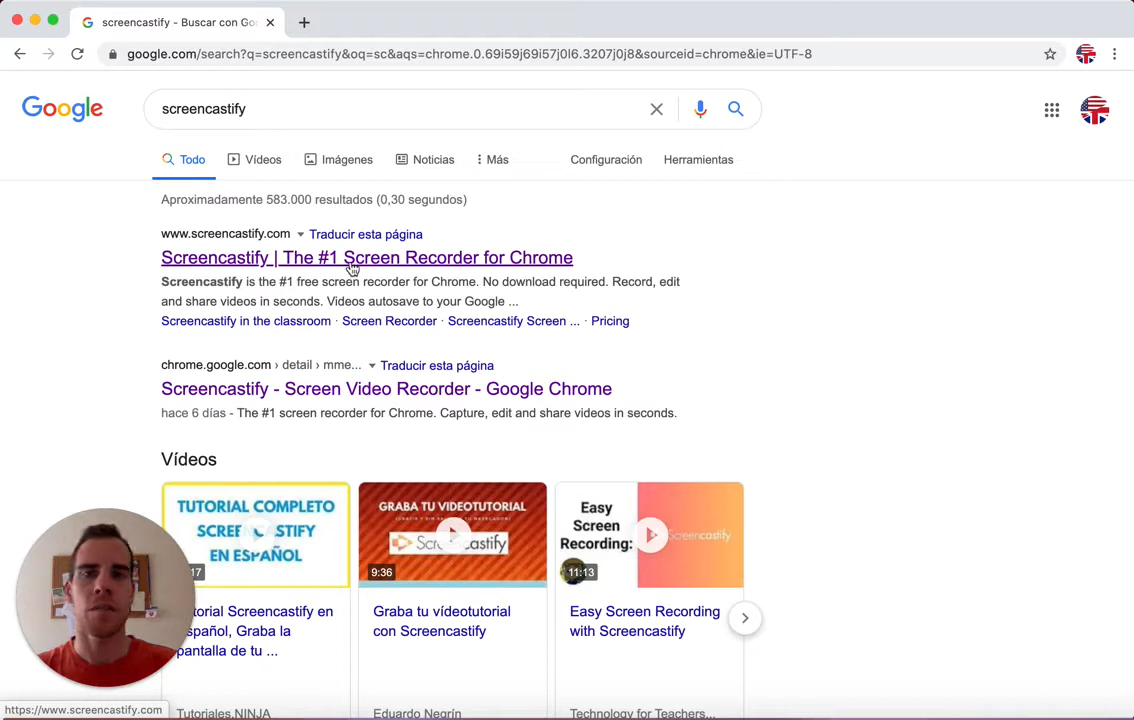 screencastify - Buscar con Go
google.com/search?q=screencastify&oq=sc&aqs=chrome.0.69i59j69i57j0l6.3207j0j8&sourceid=chrome&ie=UTF-8
Google
screencastify
Todo Vídeos Imágenes Noticias Más Configuración Herramientas
Aproximadamente 583.000 resultados (0,30 segundos)
www.screencastify.com Traducir esta página
Screencastify | The #1 Screen Recorder for Chrome
Screencastify is the #1 free screen recorder for Chrome. No download required. Record, edit
and share videos in seconds. Videos autosave to your Google ...
Screencastify in the classroom · Screen Recorder · Screencastify Screen ... · Pricing
chrome.google.com › detail › mme... Traducir esta página
Screencastify - Screen Video Recorder - Google Chrome
hace 6 días - The #1 screen recorder for Chrome. Capture, edit and share videos in seconds.
Vídeos
TUTORIAL COMPLETO
EN ESPAÑOL
17
GRABA TU VIDEOTUTORIAL
Screencastify
9:36
Easy
Screen
Recording:
Screencastify
11:13
torial Screencastify en
spañol, Graba la
pantalla de tu ...
Tutoriales.NINJA
Graba tu vídeotutorial
con Screencastify
Eduardo Negrín
Easy Screen Recording
with Screencastify
Technology for Teachers...
https://www.screencastify.com